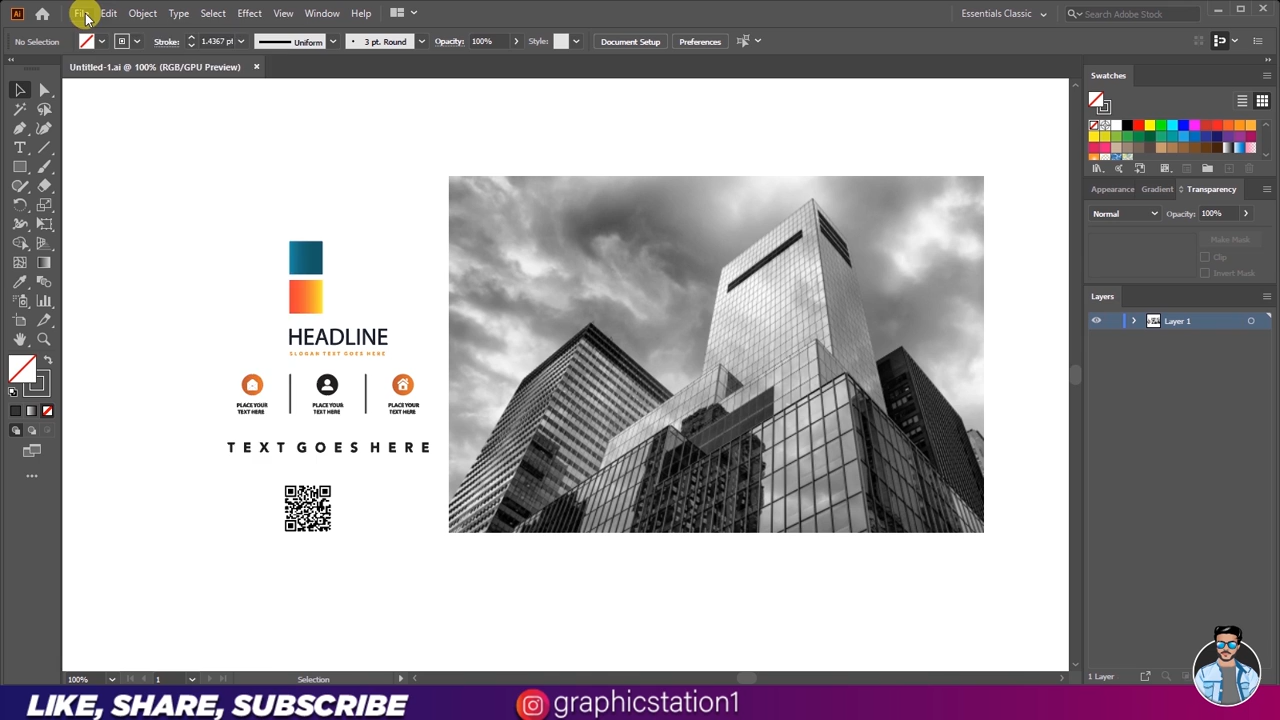 Ai File Edit Object Type Select Effect View Window Help Essentials Classic Search Adobe Stock
No Selection Stroke: 1.4367 pt Uniform 3 pt. Round Opacity: 100% Style: Document Setup Preferences
Untitled-1.ai @ 100% (RGB/GPU Preview)
Swatches
Appearance Gradient Transparency
Normal Opacity: 100%
Make Mask
Clip
Invert Mask
Layers
Layer 1
HEADLINE
SLOGAN TEXT GOES HERE
PLACE YOUR PLACE YOUR PLACE YOUR
TEXT HERE TEXT HERE TEXT HERE
TEXT GOES HERE
100% 1 Selection
1 Layer
LIKE, SHARE, SUBSCRIBE graphicstation1